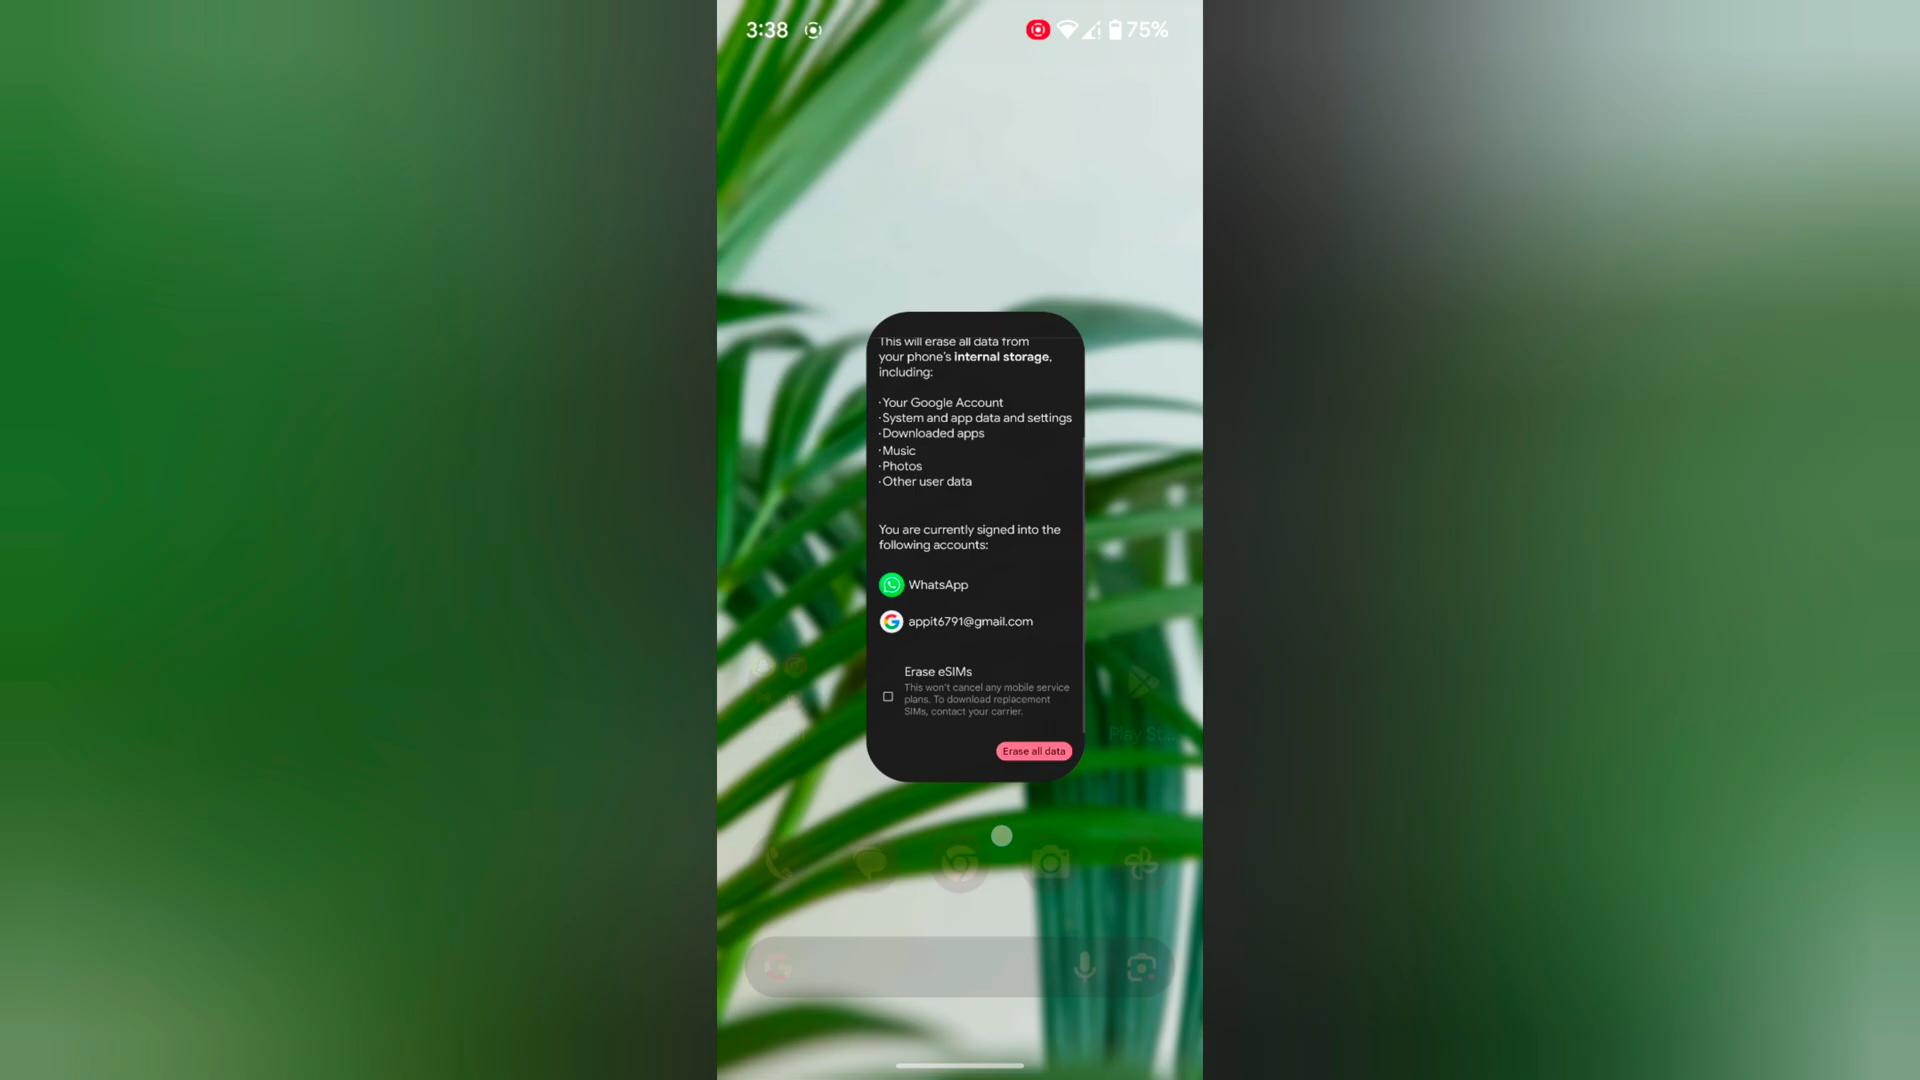 3:38
75%
This will erase all data from
your phone's internal storage,
including:
·Your Google Account
·System and app data and settings
·Downloaded apps
·Music
·Photos
·Other user data
You are currently signed into the
following accounts:
WhatsApp
appit6791@gmail.com
Erase eSIMs
This won't cancel any mobile service
plans. To download replacement
SIMs, contact your carrier.
Play St...
Erase all data